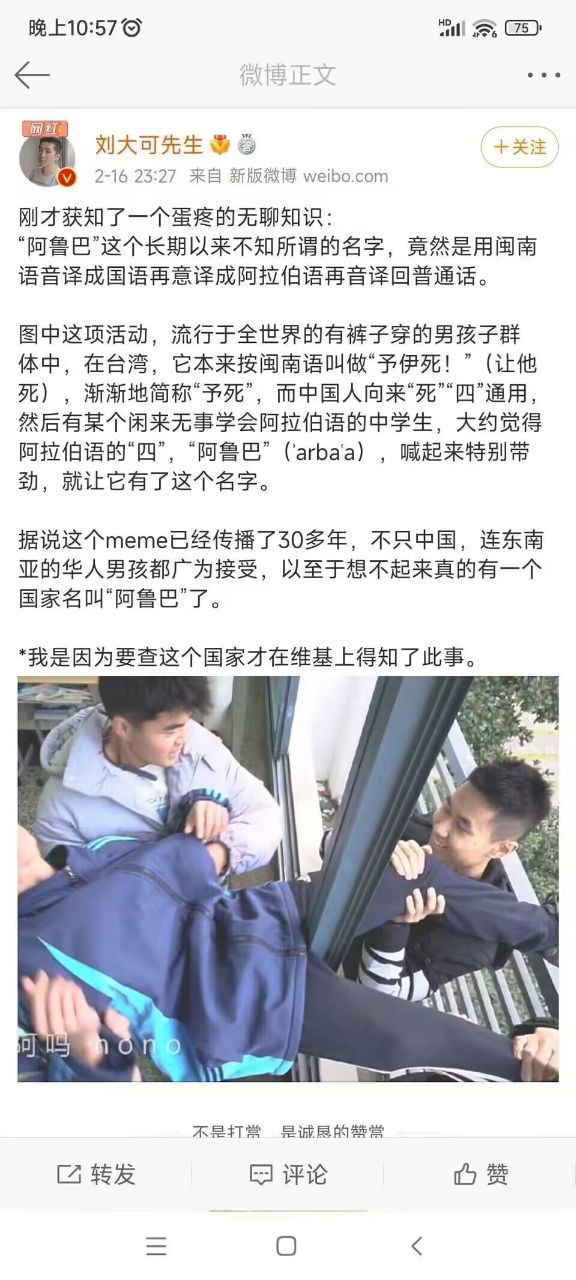 晚上10:57
HD
6
75
微博正文
网红
刘大可先生
+关注
2-16 23:27 来自 新版微博 weibo.com
刚才获知了一个蛋疼的无聊知识：
“阿鲁巴”这个长期以来不知所谓的名字，竟然是用闽南
语音译成国语再意译成阿拉伯语再音译回普通话。
图中这项活动，流行于全世界的有裤子穿的男孩子群
体中，在台湾，它本来按闽南语叫做“予伊死！”（让他
死），渐渐地简称“予死”，而中国人向来“死”“四”通用，
然后有某个闲来无事学会阿拉伯语的中学生，大约觉得
阿拉伯语的“四”，“阿鲁巴”（ʾarbaʿa），喊起来特别带
劲，就让它有了这个名字。
据说这个meme已经传播了30多年，不只中国，连东南
亚的华人男孩都广为接受，以至于想不起来真的有一个
国家名叫“阿鲁巴”了。
*我是因为要查这个国家才在维基上得知了此事。
阿吗 nono
不是打赏，是诚恳的赞赏
转发
评论
赞